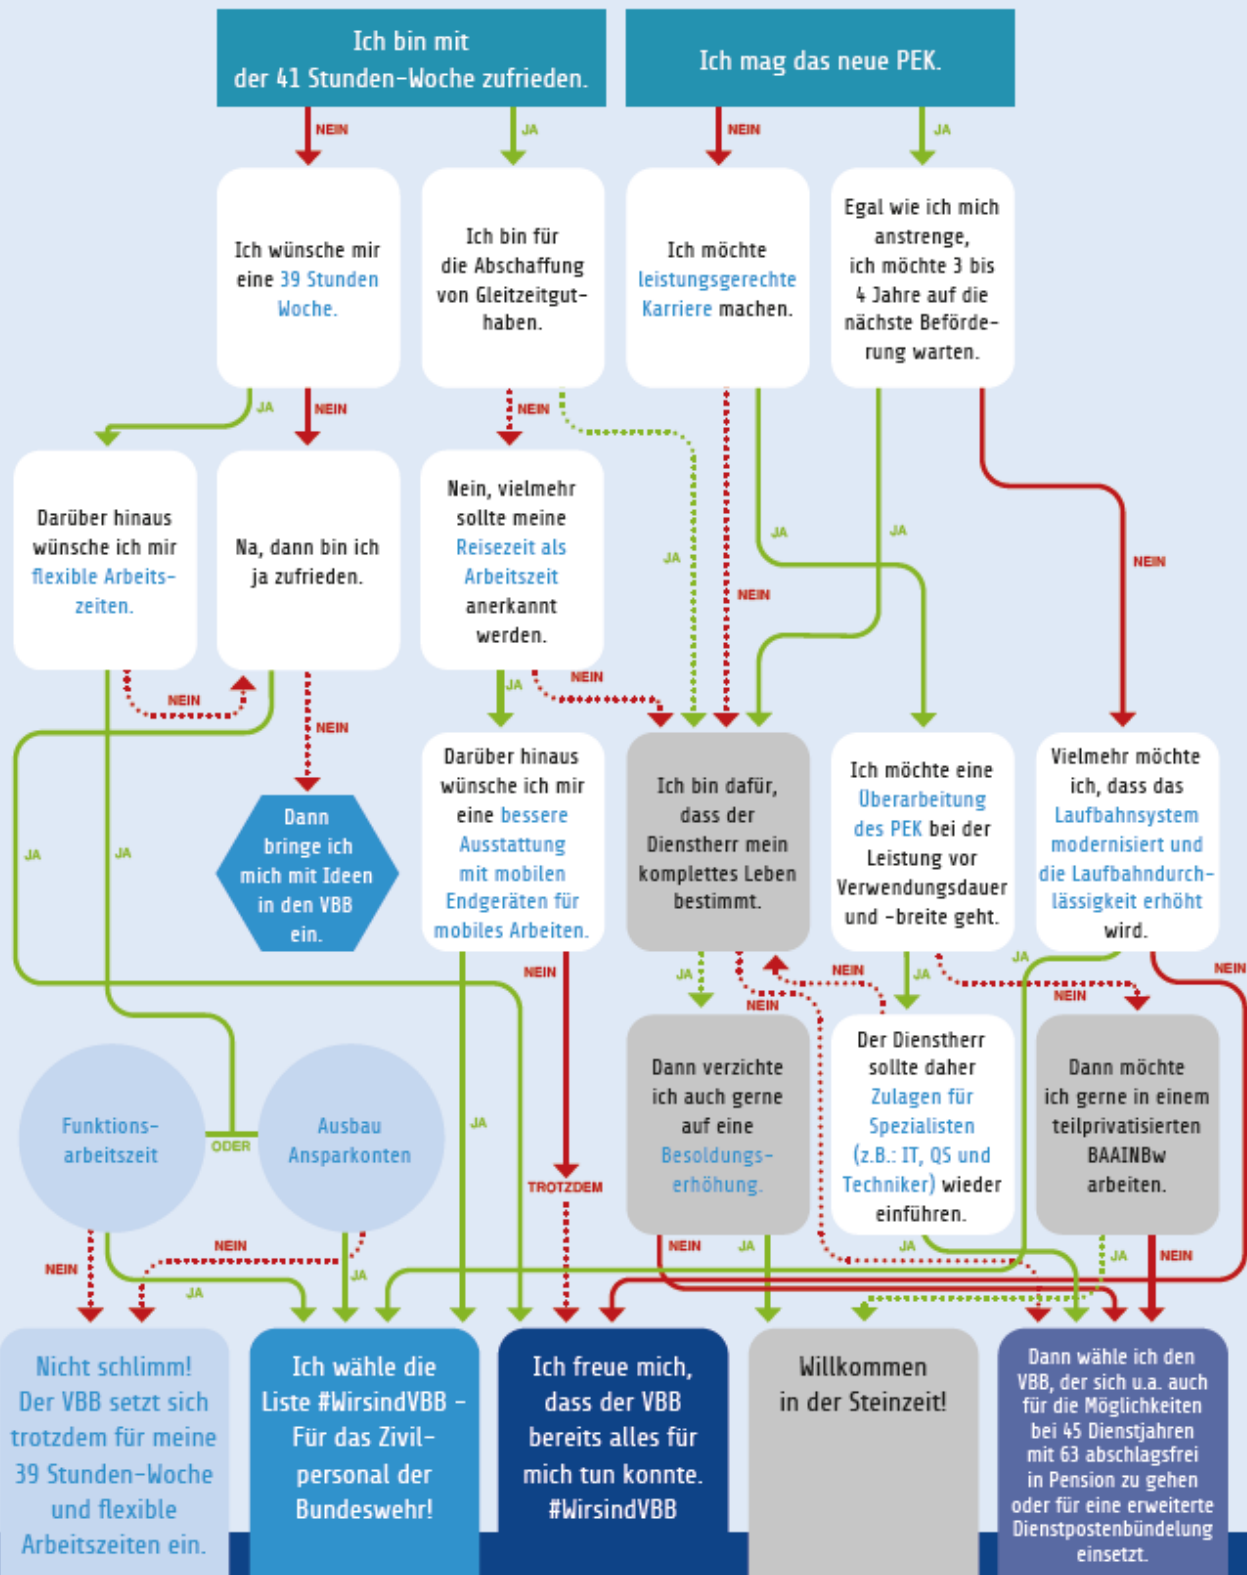 Ich bin mit
der 41 Stunden-Woche zufrieden.
Ich mag das neue PEK.
NEIN
JA
NEIN
JA
Ich wünsche mir
eine 39 Stunden
Woche.
Ich bin für
die Abschaffung
von Gleitzeitgut-
haben.
Ich möchte
leistungsgerechte
Karriere machen.
Egal wie ich mich
anstrenge,
ich möchte 3 bis
4 Jahre auf die
nächste Beförde-
rung warten.
JA
NEIN
NEIN
JA
NEIN
JA
JA
NEIN
Darüber hinaus
wünsche ich mir
flexible Arbeits-
zeiten.
Na, dann bin ich
ja zufrieden.
Nein, vielmehr
sollte meine
Reisezeit als
Arbeitszeit
anerkannt
werden.
NEIN
NEIN
JA
NEIN
JA
JA
Dann
bringe ich
mich mit Ideen
in den VBB
ein.
Darüber hinaus
wünsche ich mir
eine bessere
Ausstattung
mit mobilen
Endgeräten für
mobiles Arbeiten.
Ich bin dafür,
dass der
Dienstherr mein
komplettes Leben
bestimmt.
Ich möchte eine
Überarbeitung
des PEK bei der
Leistung vor
Verwendungsdauer
und -breite geht.
Vielmehr möchte
ich, dass das
Laufbahnsystem
modernisiert und
die Laufbahndurch-
lässigkeit erhöht
wird.
NEIN
JA
NEIN
NEIN
JA
NEIN
JA
NEIN
Funktions-
arbeitszeit
ODER
Ausbau
Ansparkonten
JA
TROTZDEM
Dann verzichte
ich auch gerne
auf eine
Besoldungs-
erhöhung.
Der Dienstherr
sollte daher
Zulagen für
Spezialisten
(z.B.: IT, QS und
Techniker) wieder
einführen.
Dann möchte
ich gerne in einem
teilprivatisierten
BAAINBw
arbeiten.
NEIN
JA
NEIN
JA
NEIN
JA
JA
JA
NEIN
Nicht schlimm!
Der VBB setzt sich
trotzdem für meine
39 Stunden-Woche
und flexible
Arbeitszeiten ein.
Ich wähle die
Liste #WirsindVBB –
Für das Zivil-
personal der
Bundeswehr!
Ich freue mich,
dass der VBB
bereits alles für
mich tun konnte.
#WirsindVBB
Willkommen
in der Steinzeit!
Dann wähle ich den
VBB, der sich u.a. auch
für die Möglichkeiten
bei 45 Dienstjahren
mit 63 abschlagsfrei
in Pension zu gehen
oder für eine erweiterte
Dienstpostenbündelung
einsetzt.